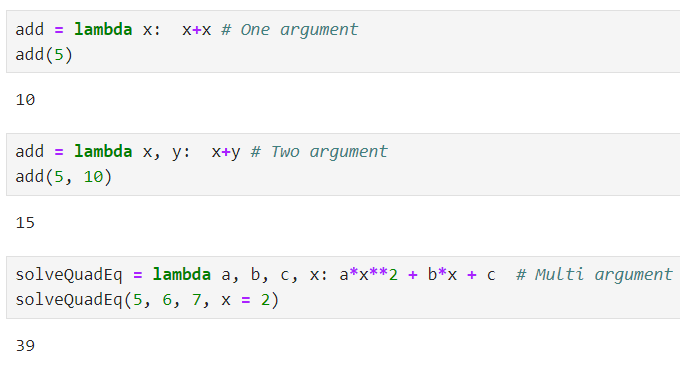 add = lambda x:  x+x # One argument
add(5)
10
add = lambda x, y:  x+y # Two argument
add(5, 10)
15
solveQuadEq = lambda a, b, c, x: a*x**2 + b*x + c  # Multi argument
solveQuadEq(5, 6, 7, x = 2)
39